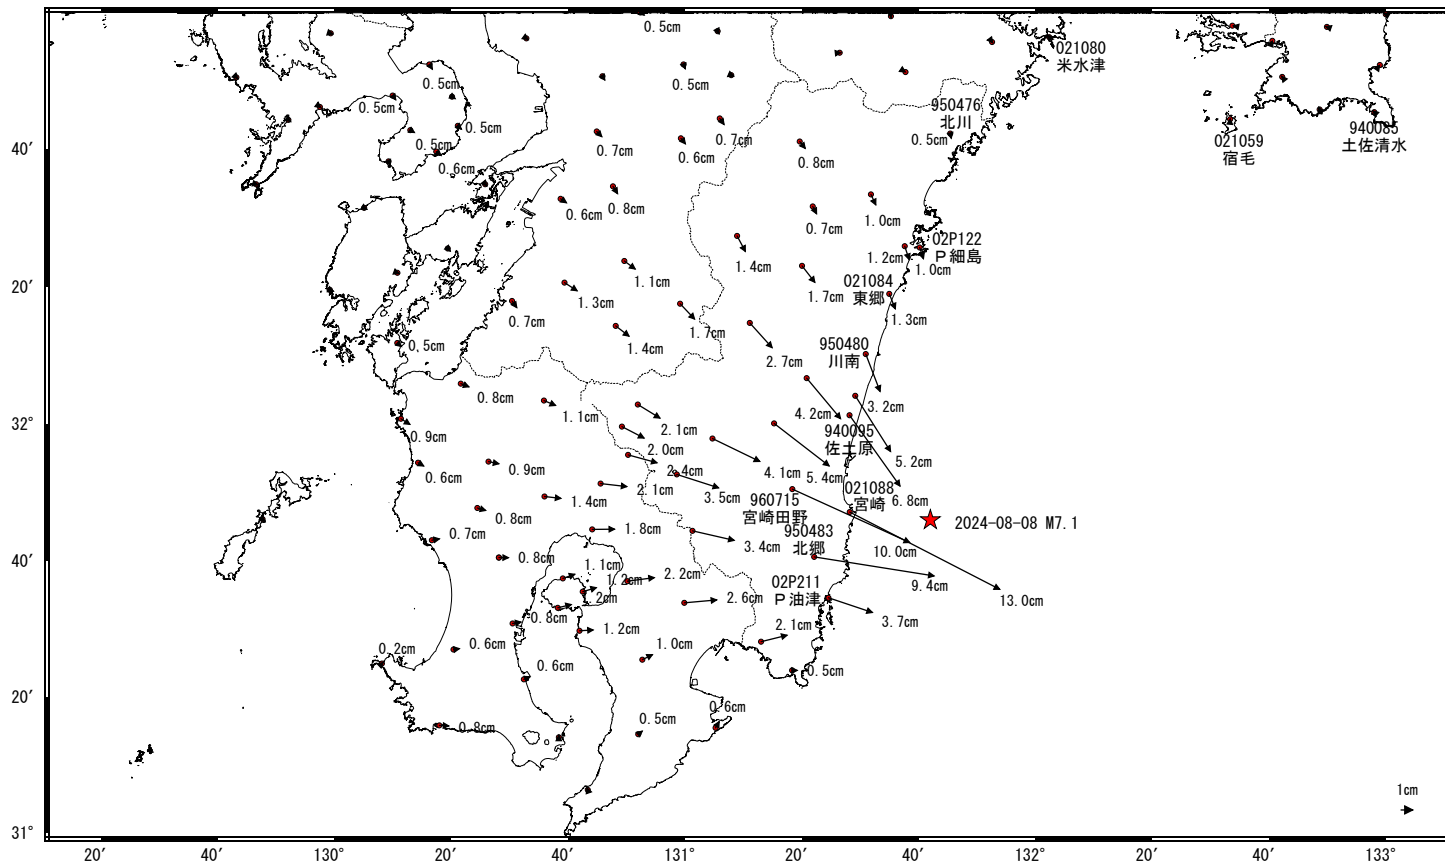 0.5cm
021080
米水津
0.5cm
0.5cm
0.5cm
950476
北川
0.5cm
0.5cm
0.7cm
0.5cm
021059
宿毛
940085
土佐清水
40′
0.7cm
0.6cm
0.8cm
0.6cm
0.8cm
0.6cm
1.0cm
0.7cm
02P122
P細島
1.2cm
1.0cm
1.4cm
1.1cm
20′
1.3cm
1.7cm
021084
東郷
1.3cm
0.7cm
1.7cm
1.4cm
0.5cm
2.7cm
950480
川南
0.8cm
3.2cm
1.1cm
4.2cm
32°
0.9cm
2.1cm
940095
佐土原
2.0cm
5.2cm
0.6cm
0.9cm
2.4cm
4.1cm
5.4cm
2.1cm
3.5cm
021088
宮崎
6.8cm
1.4cm
960715
宮崎田野
0.8cm
2024-08-08 M7.1
0.7cm
1.8cm
950483
北郷
3.4cm
10.0cm
40′
0.8cm
1.1cm
1.2cm
2.2cm
9.4cm
02P211
P油津
.2cm
2.6cm
13.0cm
0.8cm
1.2cm
2.1cm
3.7cm
0.2cm
0.6cm
1.0cm
0.6cm
0.5cm
20′
0.6cm
0.8cm
0.5cm
1cm
31°
20′
40′
130°
20′
40′
131°
20′
40′
132°
20′
40′
133°